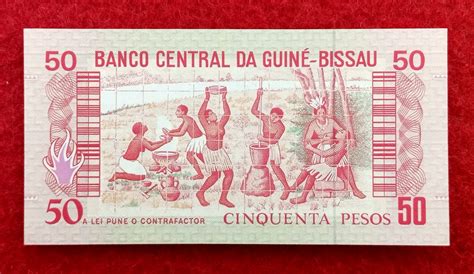 50 BANCO CENTRAL DA GUINÉ-BISSAU 50
50 A LEI PUNE O CONTRAFACTOR CINQUENTA PESOS 50